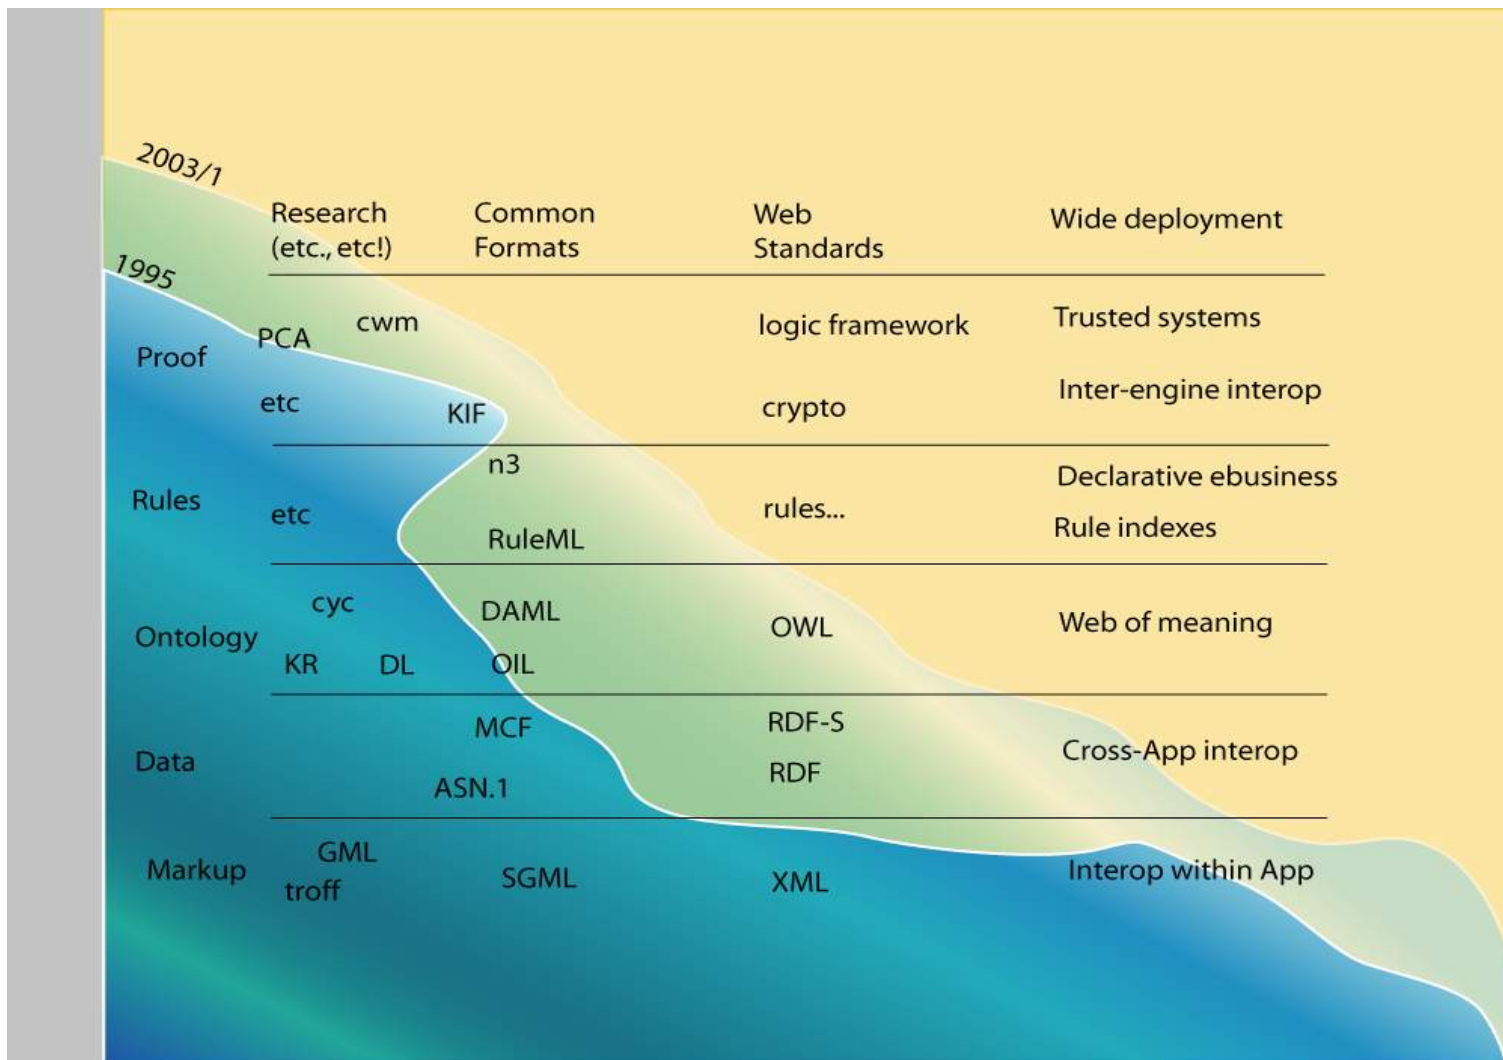 2003/1
1995
Research
(etc., etc!)
Common
Formats
Web
Standards
Wide deployment
Proof
PCA
cwm
etc
KIF
logic framework
crypto
Trusted systems
Inter-engine interop
Rules
etc
n3
RuleML
rules...
Declarative ebusiness
Rule indexes
Ontology
cyc
KR
DL
DAML
OIL
OWL
Web of meaning
Data
MCF
ASN.1
RDF-S
RDF
Cross-App interop
Markup
GML
troff
SGML
XML
Interop within App